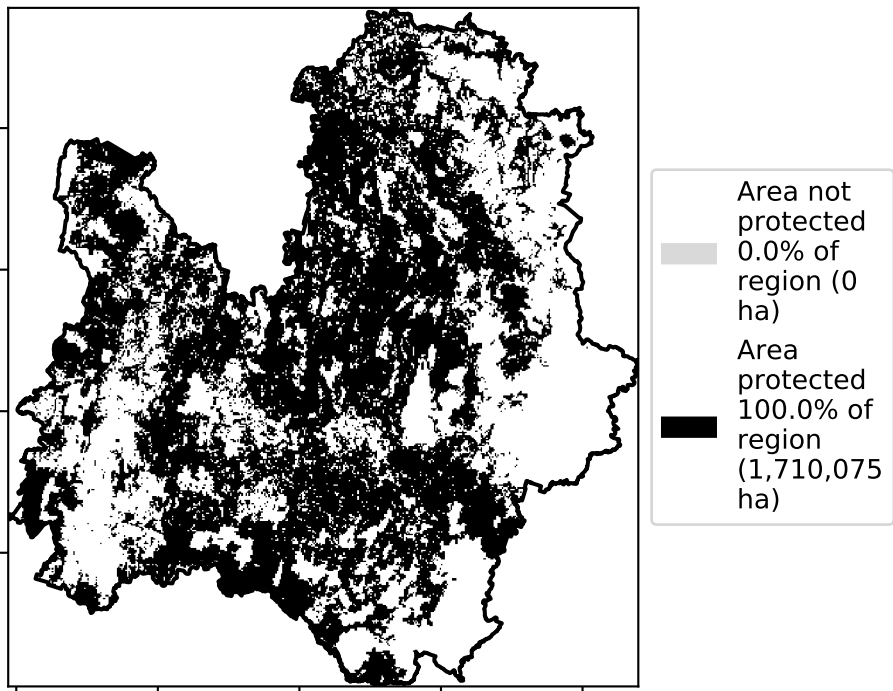 Area not
protected
0.0% of
region (0
ha)
Area
protected
100.0% of
region
(1,710,075
ha)